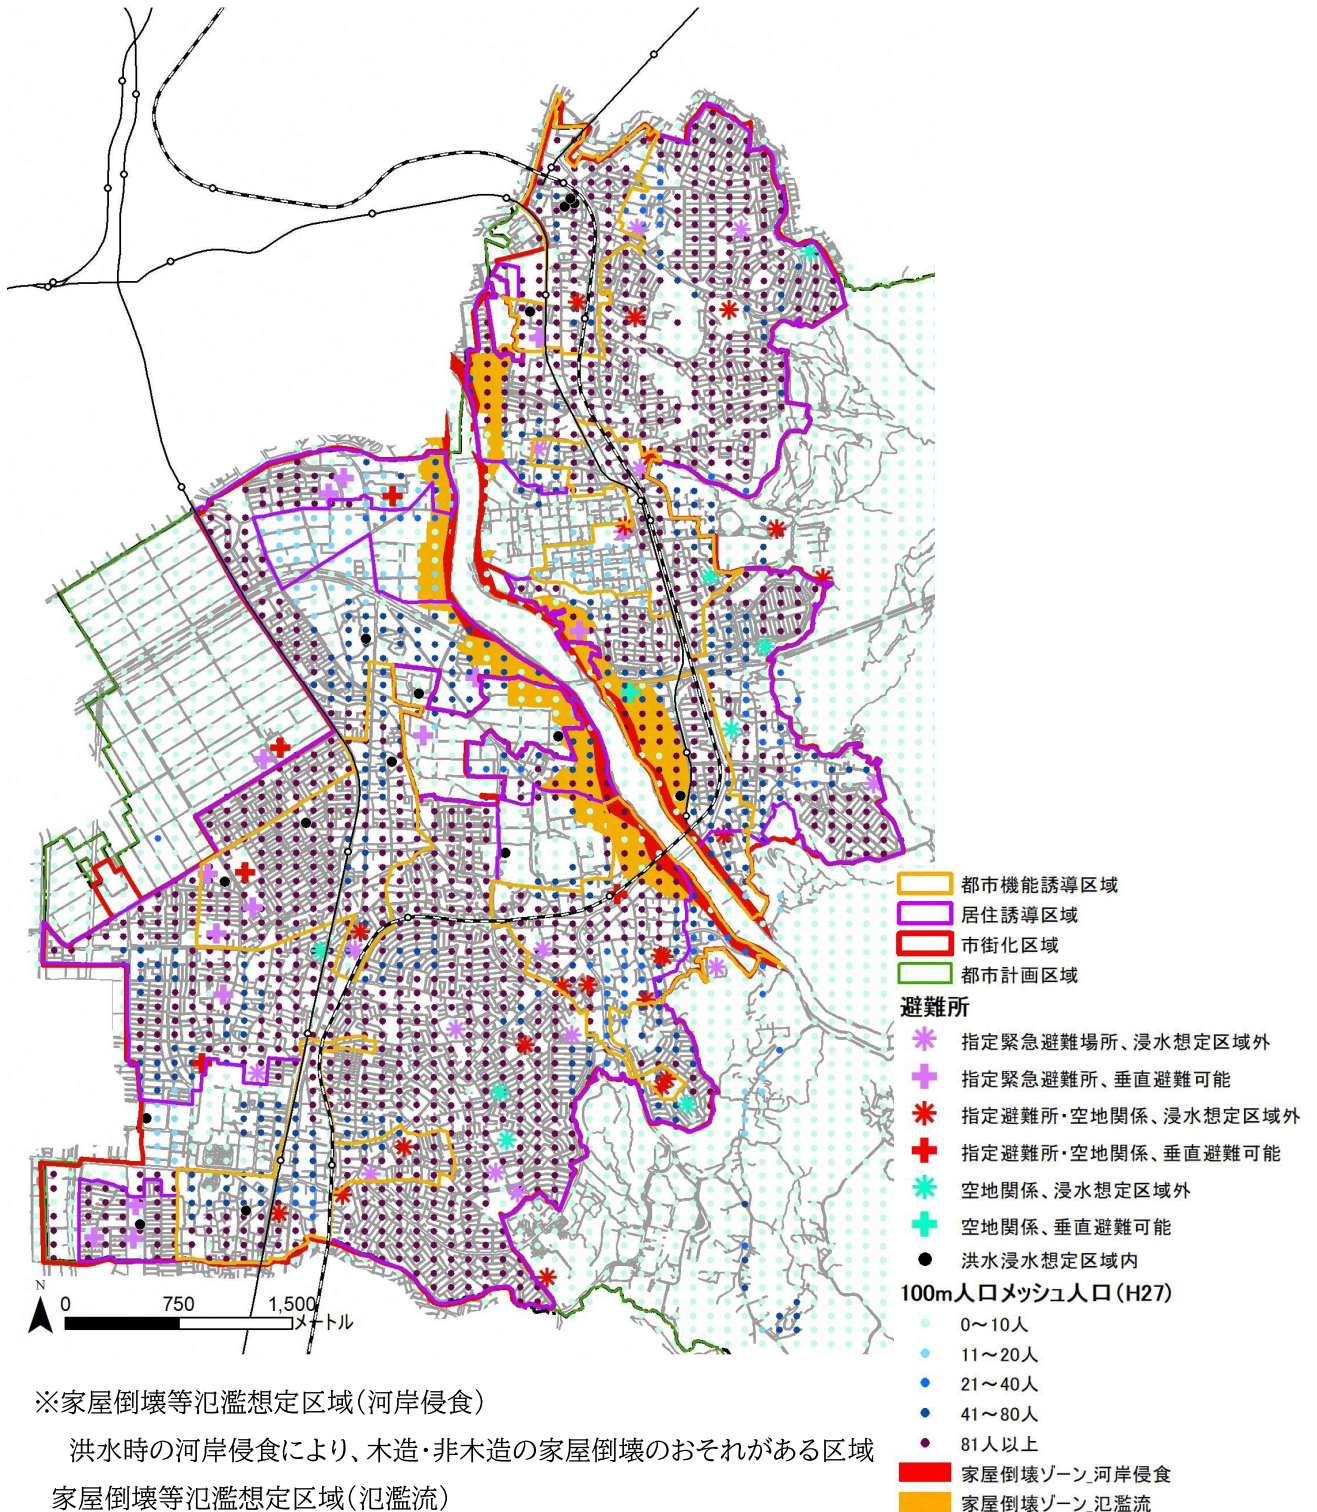 都市機能誘導区域
居住誘導区域
市街化区域
都市計画区域
避難所
指定緊急避難場所、浸水想定区域外
指定緊急避難所、垂直避難可能
指定避難所・空地関係、浸水想定区域外
指定避難所・空地関係、垂直避難可能
空地関係、浸水想定区域外
空地関係、垂直避難可能
洪水浸水想定区域内
100m人口メッシュ人口(H27)
0～10人
11～20人
21～40人
41～80人
81人以上
家屋倒壊ゾーン_河岸侵食
家屋倒壊ゾーン_氾濫流
N
0 750 1,500
メートル
※家屋倒壊等氾濫想定区域(河岸侵食)
洪水時の河岸侵食により、木造・非木造の家屋倒壊のおそれがある区域
家屋倒壊等氾濫想定区域(氾濫流)